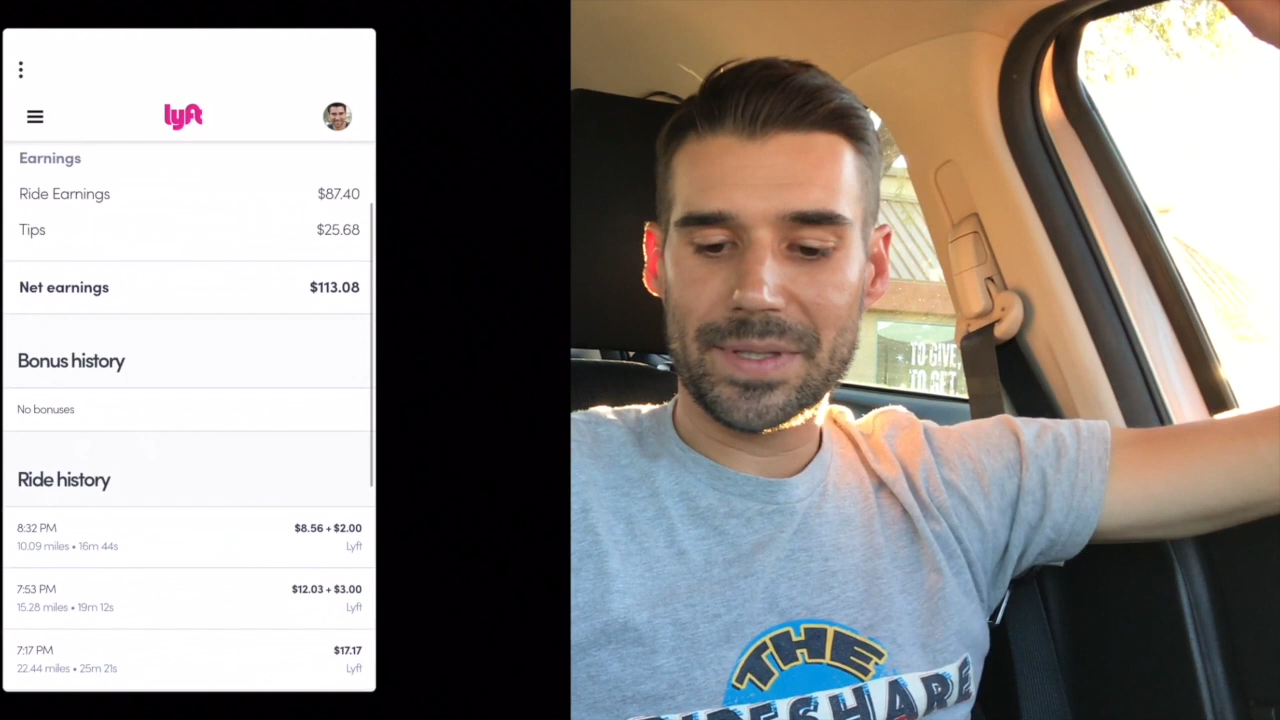 lyft
Earnings
Ride Earnings $87.40
Tips $25.68
Net earnings $113.08
Bonus history
No bonuses
Ride history
8:32 PM $8.56 + $2.00
10.09 miles • 16m 44s Lyft
7:53 PM $12.03 + $3.00
15.28 miles • 19m 12s Lyft
7:17 PM $17.17
22.44 miles • 25m 21s Lyft
TO GIVE,
TO GET
THE
RIDESHARE